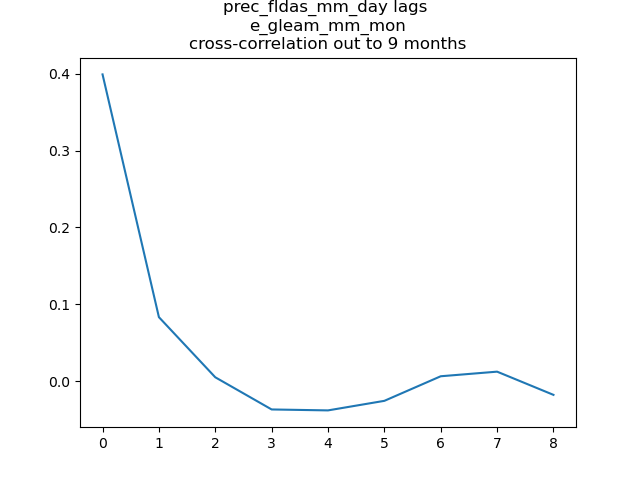 prec_fldas_mm_day lags
e_gleam_mm_mon
cross-correlation out to 9 months
0.4
0.3
0.2
0.1
0.0
0 1 2 3 4 5 6 7 8